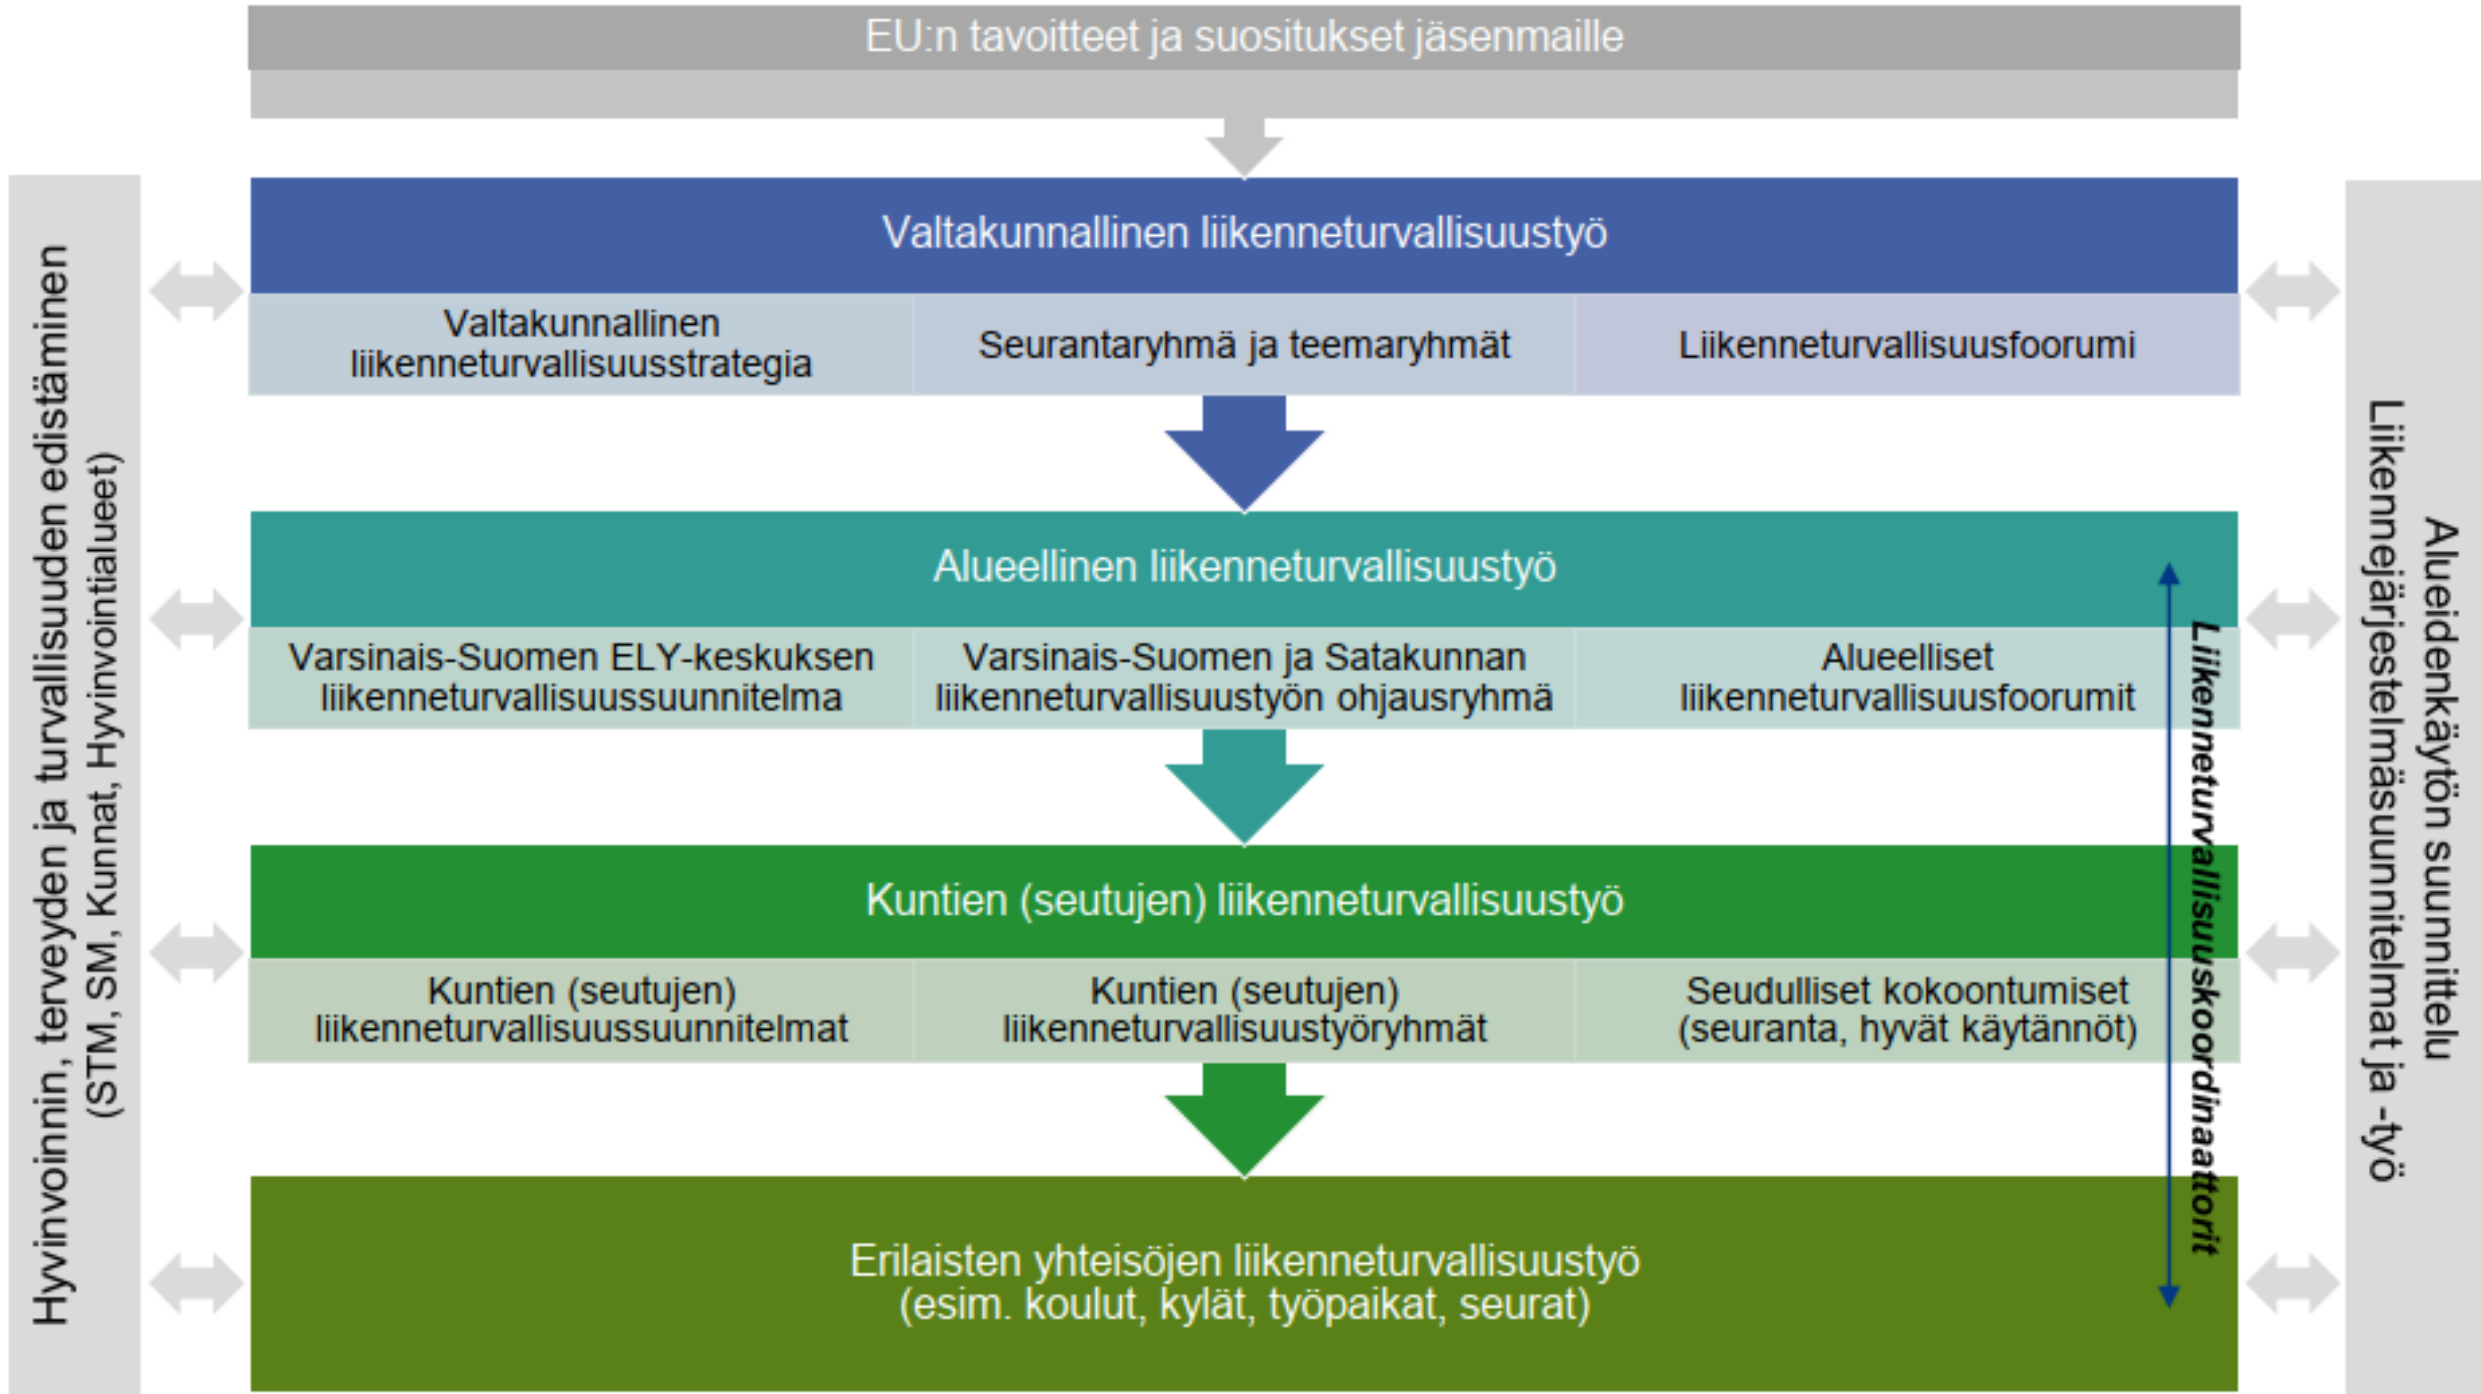 EU:n tavoitteet ja suositukset jäsenmaille
Hyvinvoinnin, terveyden ja turvallisuuden edistäminen
(STM, SM, Kunnat, Hyvinvointialueet)
Valtakunnallinen liikenneturvallisuustyö
Valtakunnallinen
liikenneturvallisuusstrategia
Seurantaryhmä ja teemaryhmät
Liikenneturvallisuusfoorumi
Alueellinen liikenneturvallisuustyö
Varsinais-Suomen ELY-keskuksen
liikenneturvallisuussuunnitelma
Varsinais-Suomen ja Satakunnan
liikenneturvallisuustyön ohjausryhmä
Alueelliset
liikenneturvallisuusfoorumit
Kuntien (seutujen) liikenneturvallisuustyö
Kuntien (seutujen)
liikenneturvallisuussuunnitelmat
Kuntien (seutujen)
liikenneturvallisuustyöryhmät
Seudulliset kokoontumiset
(seuranta, hyvät käytännöt)
Erilaisten yhteisöjen liikenneturvallisuustyö
(esim. koulut, kylät, työpaikat, seurat)
Liikenneturvallisuuskoordinaattorit
Alueidenkäytön suunnittelu
Liikennejärjestelmäsuunnitelmat ja -työ